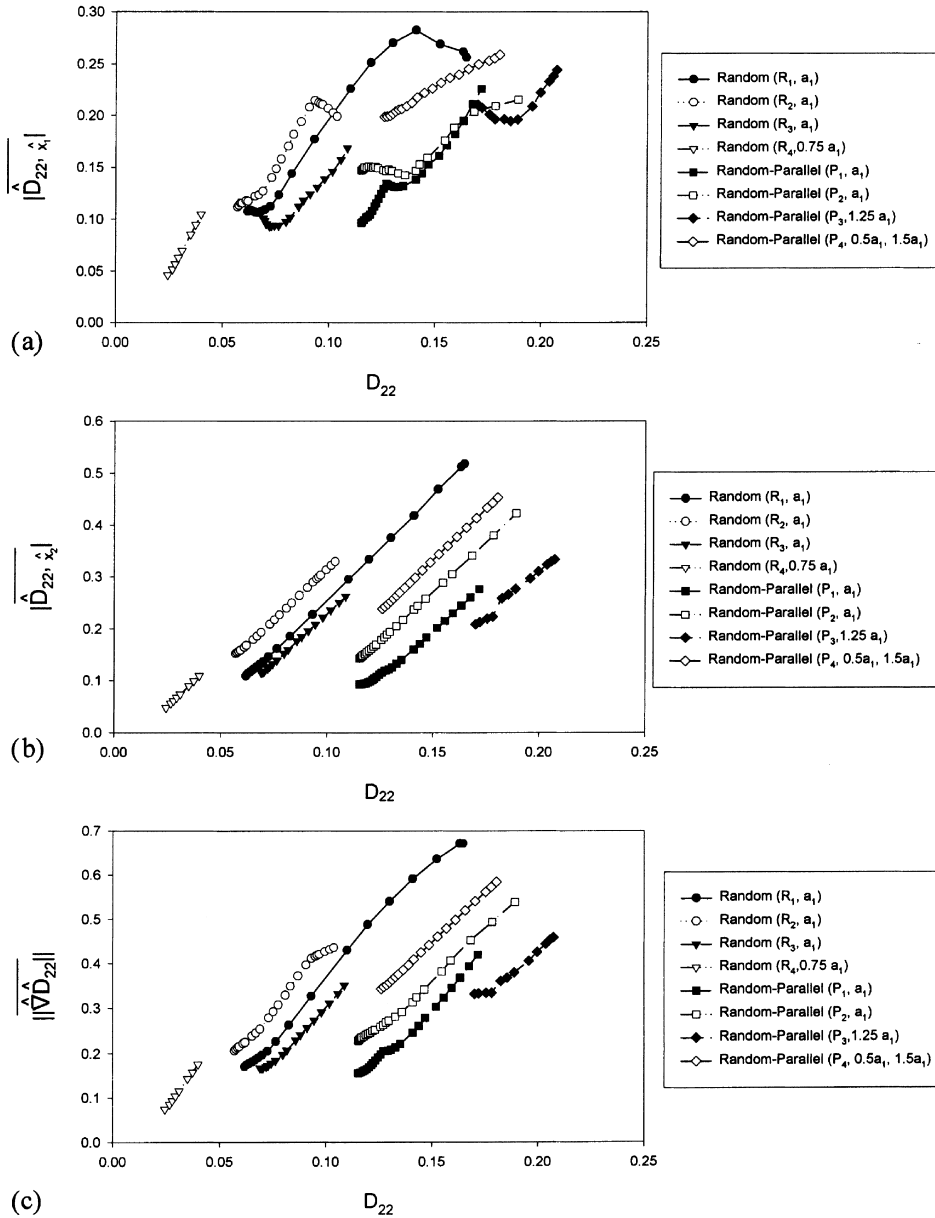 0.30
0.25
0.20
0.15
0.10
0.05
0.00
|D̂22, x̂1|
0.00 0.05 0.10 0.15 0.20 0.25
D22
(a)
Random (R1, a1)
Random (R2, a1)
Random (R3, a1)
Random (R4,0.75 a1)
Random-Parallel (P1, a1)
Random-Parallel (P2, a1)
Random-Parallel (P3,1.25 a1)
Random-Parallel (P4, 0.5a1, 1.5a1)
0.6
0.5
0.4
0.3
0.2
0.1
0.0
|D̂22, x̂2|
0.00 0.05 0.10 0.15 0.20 0.25
D22
(b)
Random (R1, a1)
Random (R2, a1)
Random (R3, a1)
Random (R4,0.75 a1)
Random-Parallel (P1, a1)
Random-Parallel (P2, a1)
Random-Parallel (P3,1.25 a1)
Random-Parallel (P4, 0.5a1, 1.5a1)
0.7
0.6
0.5
0.4
0.3
0.2
0.1
0.0
||∇̂D̂22||
0.00 0.05 0.10 0.15 0.20 0.25
D22
(c)
Random (R1, a1)
Random (R2, a1)
Random (R3, a1)
Random (R4,0.75 a1)
Random-Parallel (P1, a1)
Random-Parallel (P2, a1)
Random-Parallel (P3,1.25 a1)
Random-Parallel (P4, 0.5a1, 1.5a1)